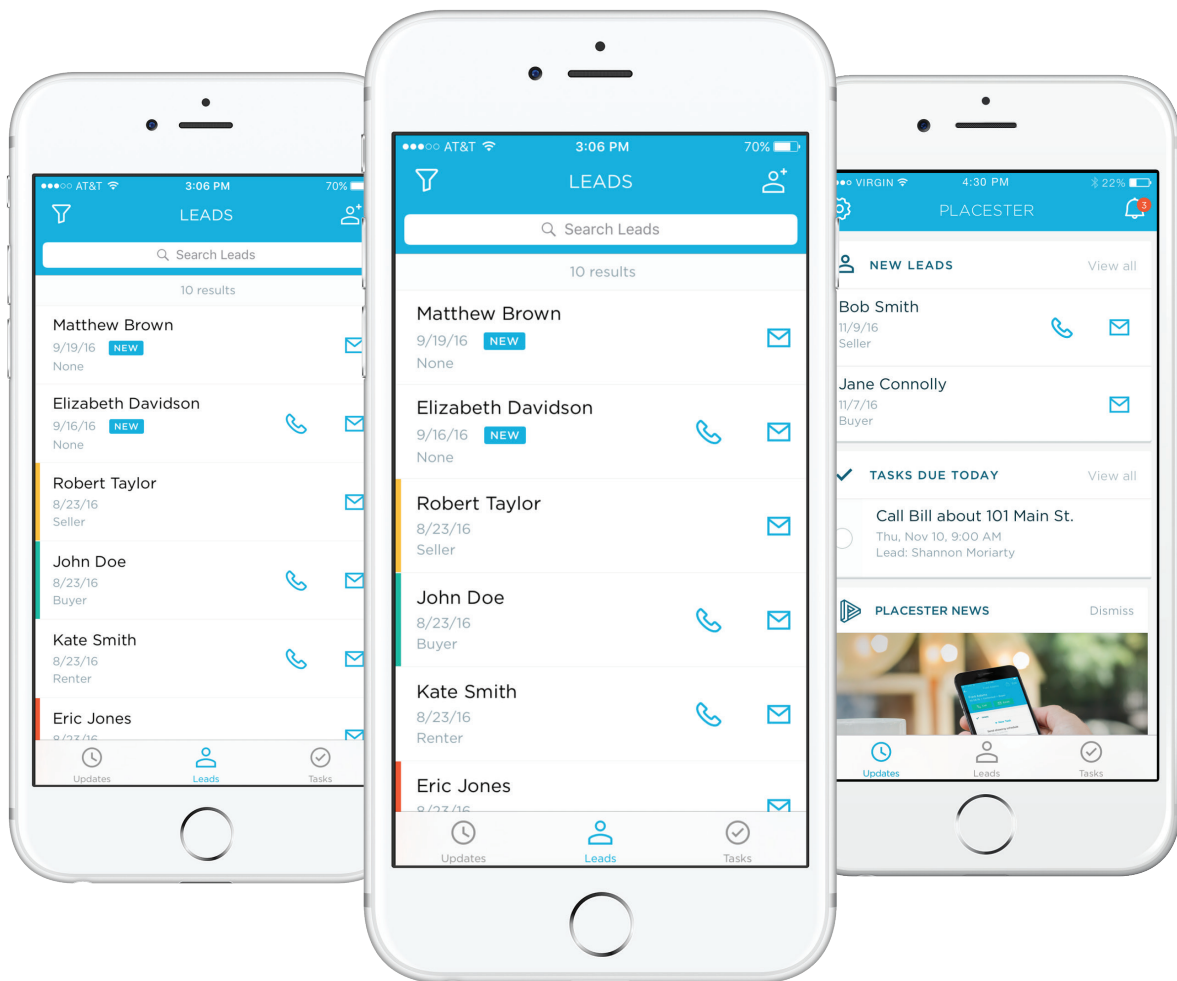 AT&T
3:06 PM
70%
LEADS
Search Leads
10 results
Matthew Brown
9/19/16 NEW
None
Elizabeth Davidson
9/16/16 NEW
None
Robert Taylor
8/23/16
Seller
John Doe
8/23/16
Buyer
Kate Smith
8/23/16
Renter
Eric Jones
8/23/16
Updates
Leads
Tasks
AT&T
3:06 PM
70%
LEADS
Search Leads
10 results
Matthew Brown
9/19/16 NEW
None
Elizabeth Davidson
9/16/16 NEW
None
Robert Taylor
8/23/16
Seller
John Doe
8/23/16
Buyer
Kate Smith
8/23/16
Renter
Eric Jones
8/23/16
Updates
Leads
Tasks
VIRGIN
4:30 PM
22%
PLACESTER
3
NEW LEADS
View all
Bob Smith
11/9/16
Seller
Jane Connolly
11/7/16
Buyer
TASKS DUE TODAY
View all
Call Bill about 101 Main St.
Thu, Nov 10, 9:00 AM
Lead: Shannon Moriarty
PLACESTER NEWS
Dismiss
Updates
Leads
Tasks